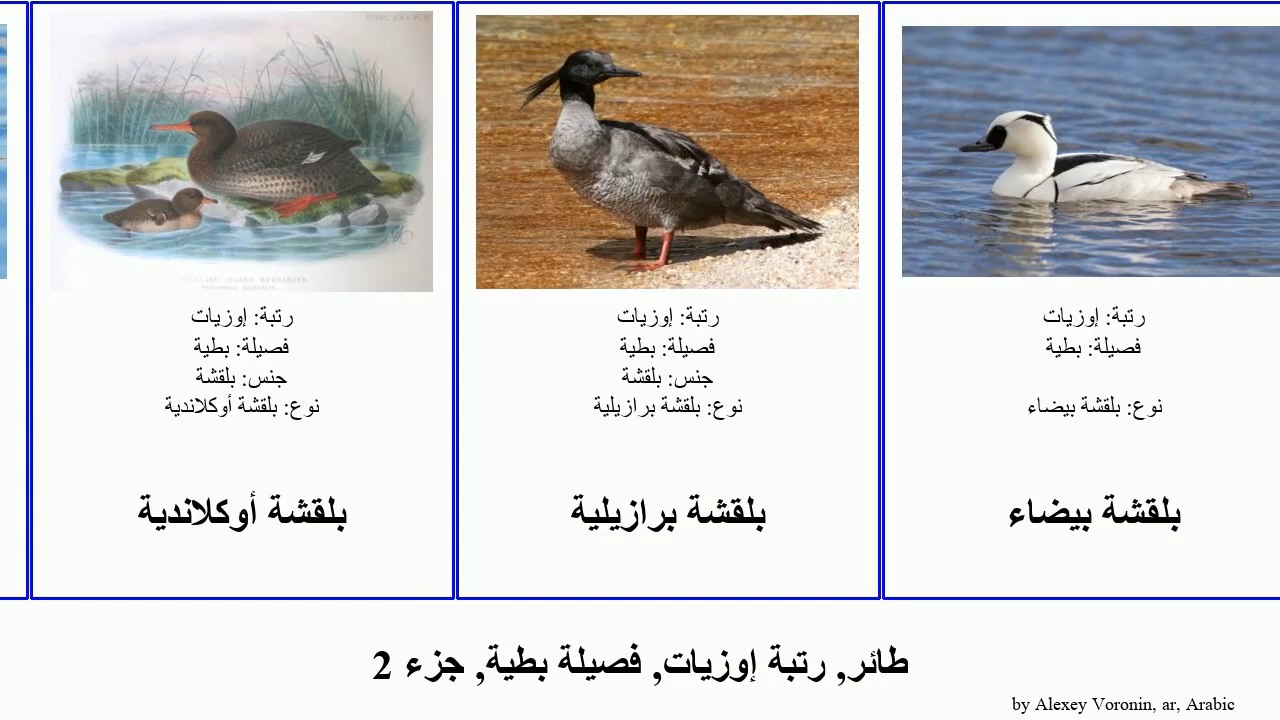 رتبة: إوزيات
فصيلة: بطية
نوع: بلقشة بيضاء
بلقشة بيضاء
رتبة: إوزيات
فصيلة: بطية
جنس: بلقشة
نوع: بلقشة برازيلية
بلقشة برازيلية
رتبة: إوزيات
فصيلة: بطية
جنس: بلقشة
نوع: بلقشة أوكلاندية
بلقشة أوكلاندية
طائر, رتبة إوزيات, فصيلة بطية, جزء 2
by Alexey Voronin, ar, Arabic